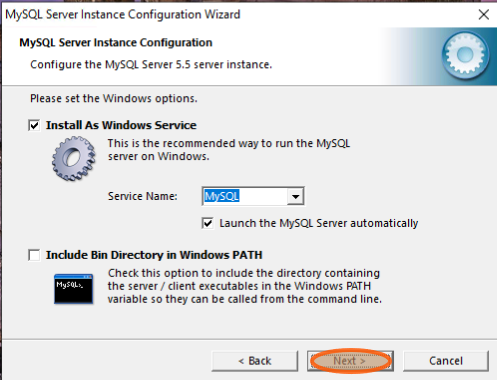 MySQL Server Instance Configuration Wizard
MySQL Server Instance Configuration
Configure the MySQL Server 5.5 server instance.
Please set the Windows options.
Install As Windows Service
This is the recommended way to run the MySQL
server on Windows.
Service Name: MySQL
Launch the MySQL Server automatically
Include Bin Directory in Windows PATH
Check this option to include the directory containing
the server / client executables in the Windows PATH
variable so they can be called from the command line.
MySQL>_
< Back Next > Cancel